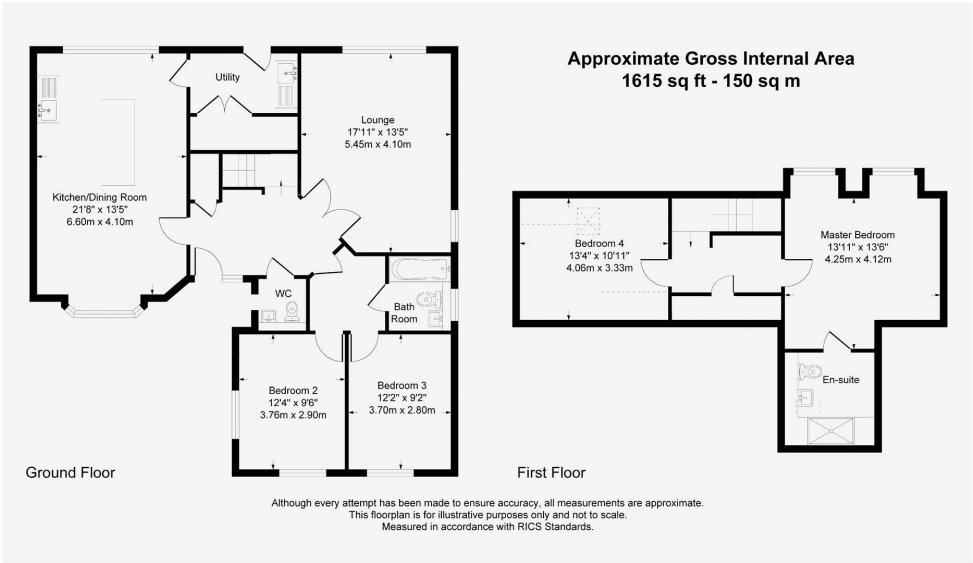 Approximate Gross Internal Area
1615 sq ft - 150 sq m
Utility
Lounge
17'11" x 13'5"
5.45m x 4.10m
Kitchen/Dining Room
21'8" x 13'5"
6.60m x 4.10m
WC
Bath
Room
Bedroom 2
12'4" x 9'6"
3.76m x 2.90m
Bedroom 3
12'2" x 9'2"
3.70m x 2.80m
Ground Floor
Bedroom 4
13'4" x 10'11"
4.06m x 3.33m
Master Bedroom
13'11" x 13'6"
4.25m x 4.12m
En-suite
First Floor
Although every attempt has been made to ensure accuracy, all measurements are approximate.
This floorplan is for illustrative purposes only and not to scale.
Measured in accordance with RICS Standards.